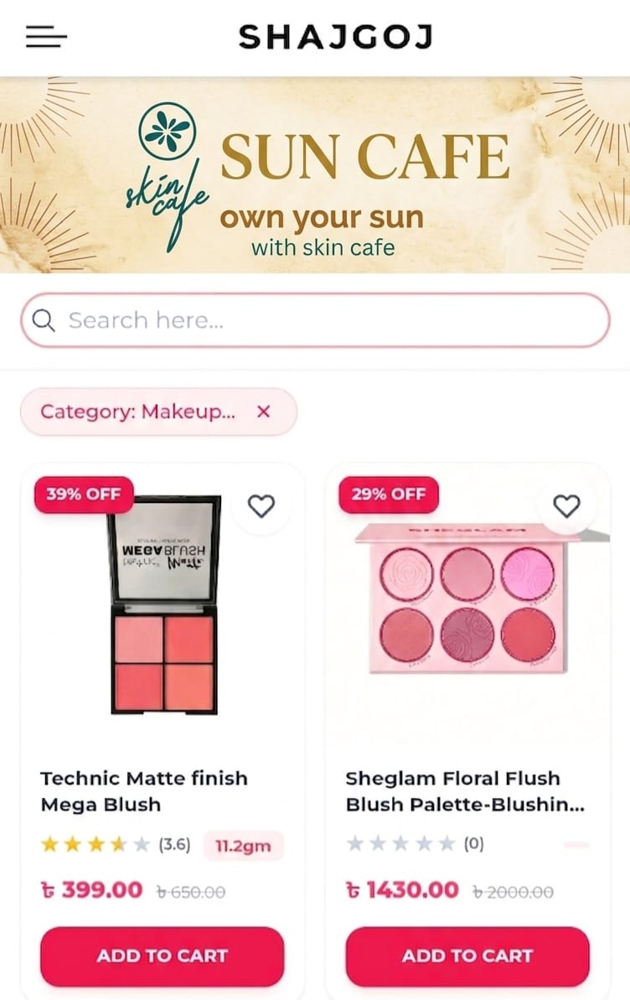 SHAJGOJ
skin
cafe
SUN CAFE
own your sun
with skin cafe
Search here...
Category: Makeup... ×
39% OFF
MEGA BLUSH
Technic Matte finish
Mega Blush
(3.6) 11.2gm
৳ 399.00 ৳ 650.00
ADD TO CART
29% OFF
SHEGLAM
Sheglam Floral Flush
Blush Palette-Blushin...
(0)
৳ 1430.00 ৳ 2000.00
ADD TO CART